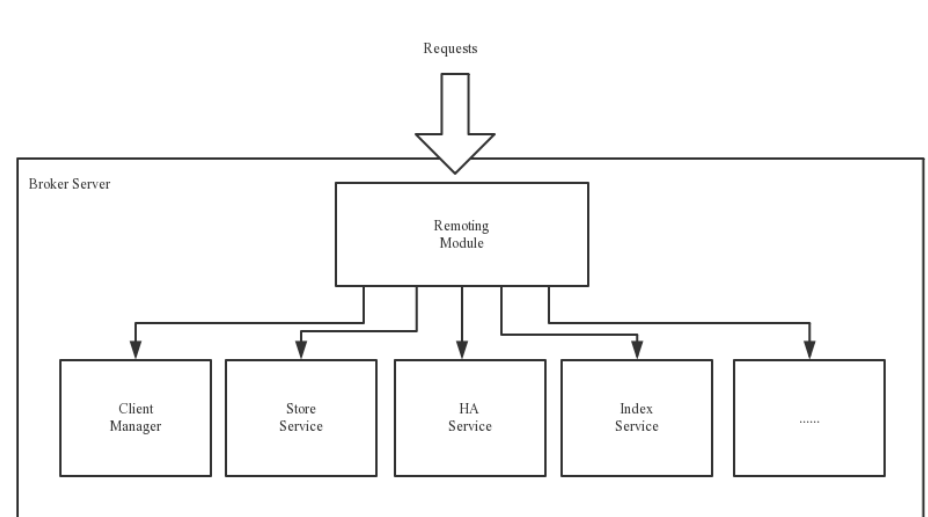 Requests
Broker Server
Remoting
Module
Client
Manager
Store
Service
HA
Service
Index
Service
......